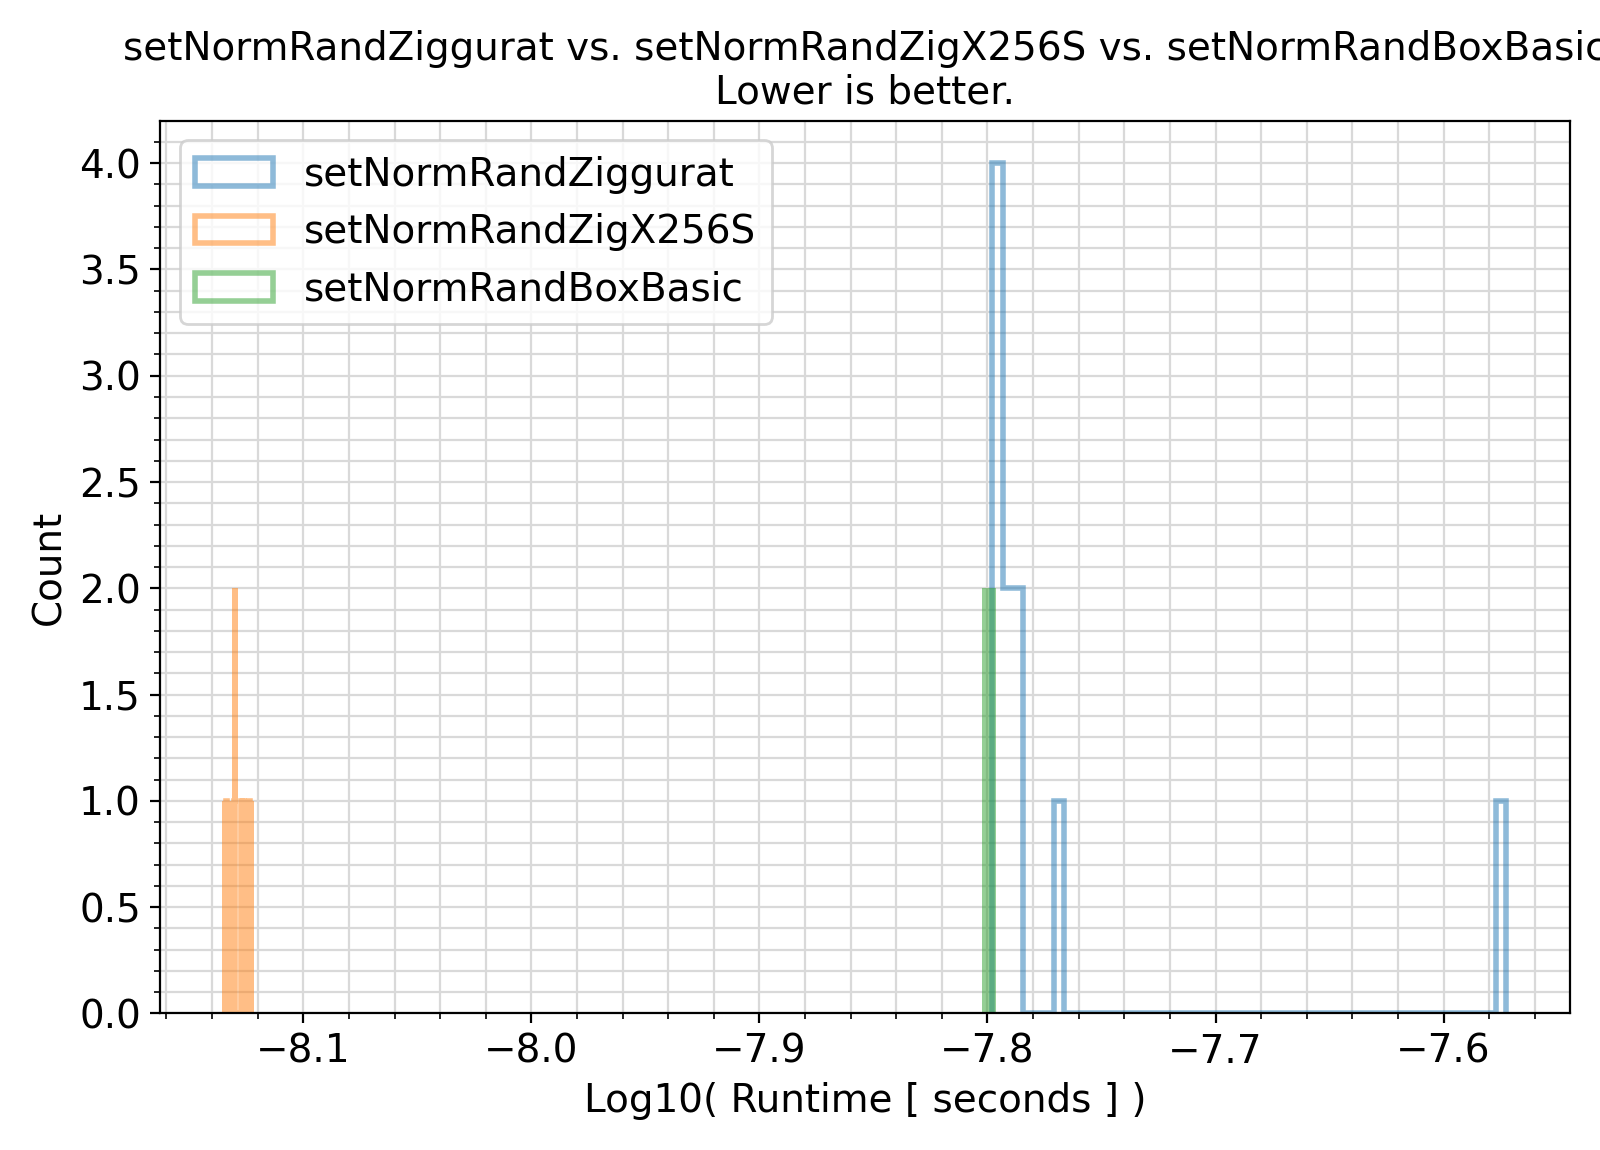 setNormRandZiggurat vs. setNormRandZigX256S vs. setNormRandBoxBasic
Lower is better.
setNormRandZiggurat
setNormRandZigX256S
setNormRandBoxBasic
4.0
3.5
3.0
2.5
2.0
1.5
1.0
0.5
0.0
Count
−8.1 −8.0 −7.9 −7.8 −7.7 −7.6
Log10( Runtime [ seconds ] )